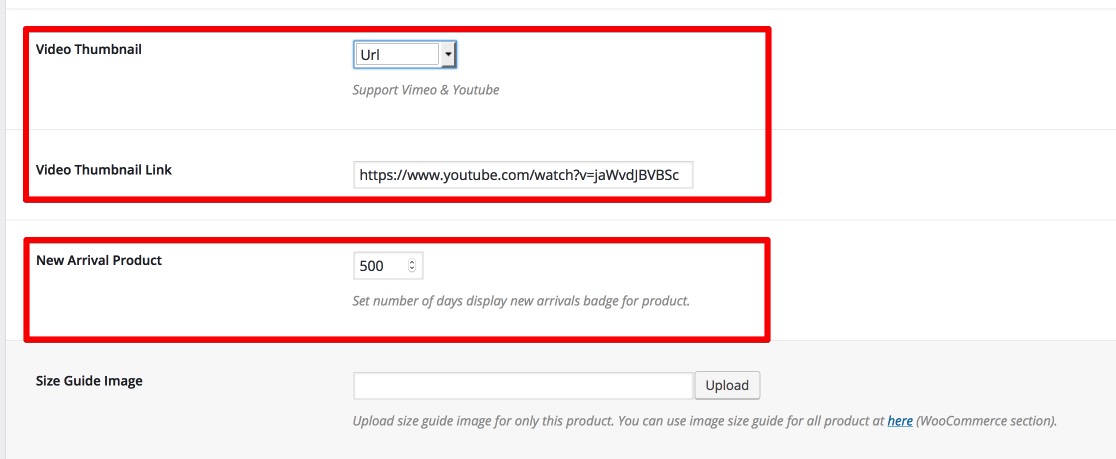 Video Thumbnail
Url
Support Vimeo & Youtube
Video Thumbnail Link
https://www.youtube.com/watch?v=jaWvdJBVBSc
New Arrival Product
500
Set number of days display new arrivals badge for product.
Size Guide Image
Upload
Upload size guide image for only this product. You can use image size guide for all product at here (WooCommerce section).